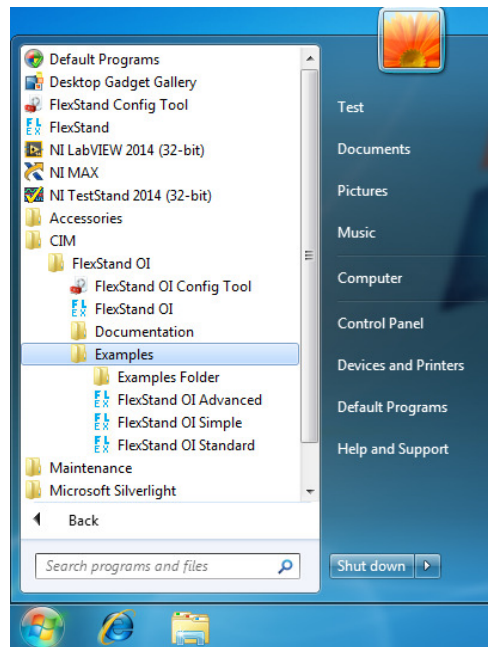 Default Programs
Desktop Gadget Gallery
FlexStand Config Tool
FlexStand
NI LabVIEW 2014 (32-bit)
NI MAX
NI TestStand 2014 (32-bit)
Accessories
CIM
FlexStand OI
FlexStand OI Config Tool
FlexStand OI
Documentation
Examples
Examples Folder
FlexStand OI Advanced
FlexStand OI Simple
FlexStand OI Standard
Maintenance
Microsoft Silverlight
Back
Search programs and files
Test
Documents
Pictures
Music
Computer
Control Panel
Devices and Printers
Default Programs
Help and Support
Shut down